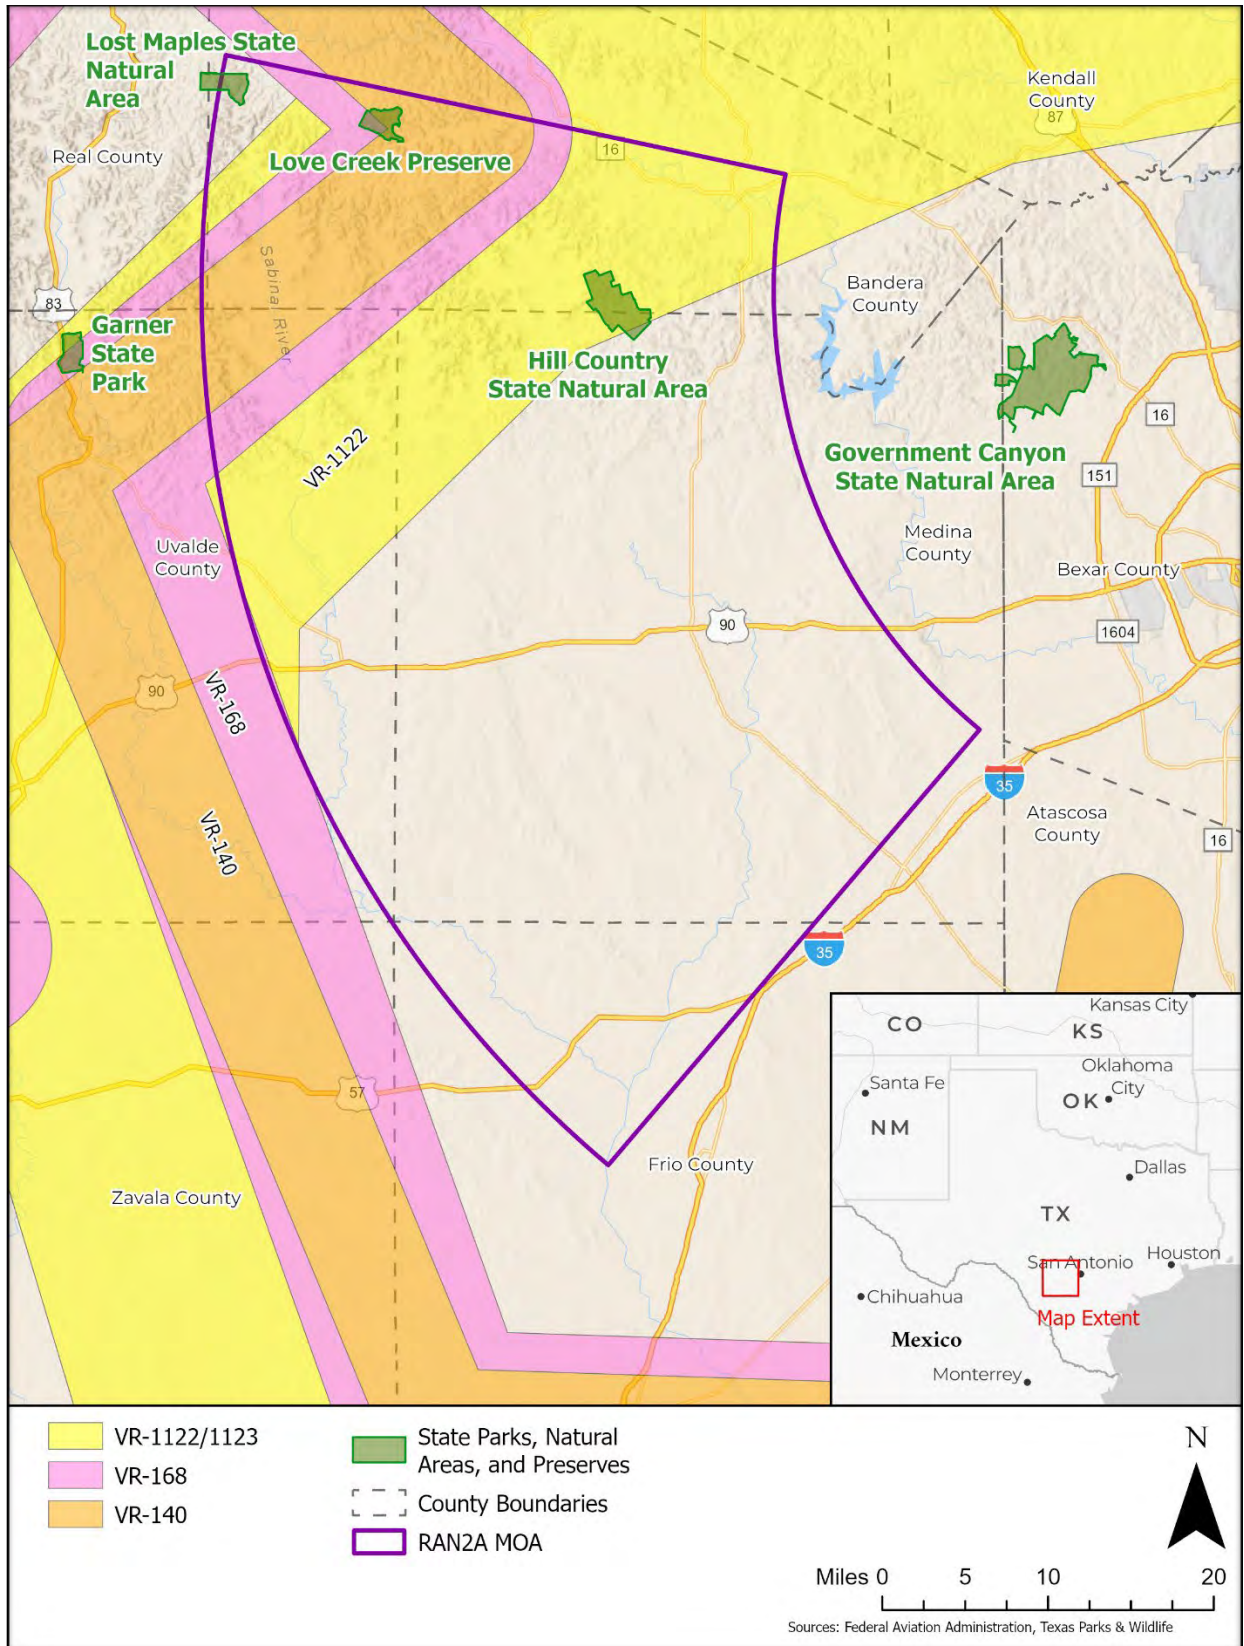 Lost Maples State
Natural
Area
Kendall
County
87
Real County
Love Creek Preserve
16
Sabinal River
83
Garner
State
Park
Bandera
County
Hill Country
State Natural Area
16
Government Canyon
State Natural Area
151
VR-1122
Uvalde
County
Medina
County
Bexar County
90
1604
90
VR-168
35
VR-140
Atascosa
County
16
35
57
Frio County
Zavala County
Kansas City
CO
KS
Santa Fe
Oklahoma
City
OK
NM
Dallas
TX
San Antonio
Houston
Chihuahua
Map Extent
Mexico
Monterrey
VR-1122/1123
VR-168
VR-140
State Parks, Natural
Areas, and Preserves
County Boundaries
RAN2A MOA
N
Miles 0 5 10 20
Sources: Federal Aviation Administration, Texas Parks & Wildlife